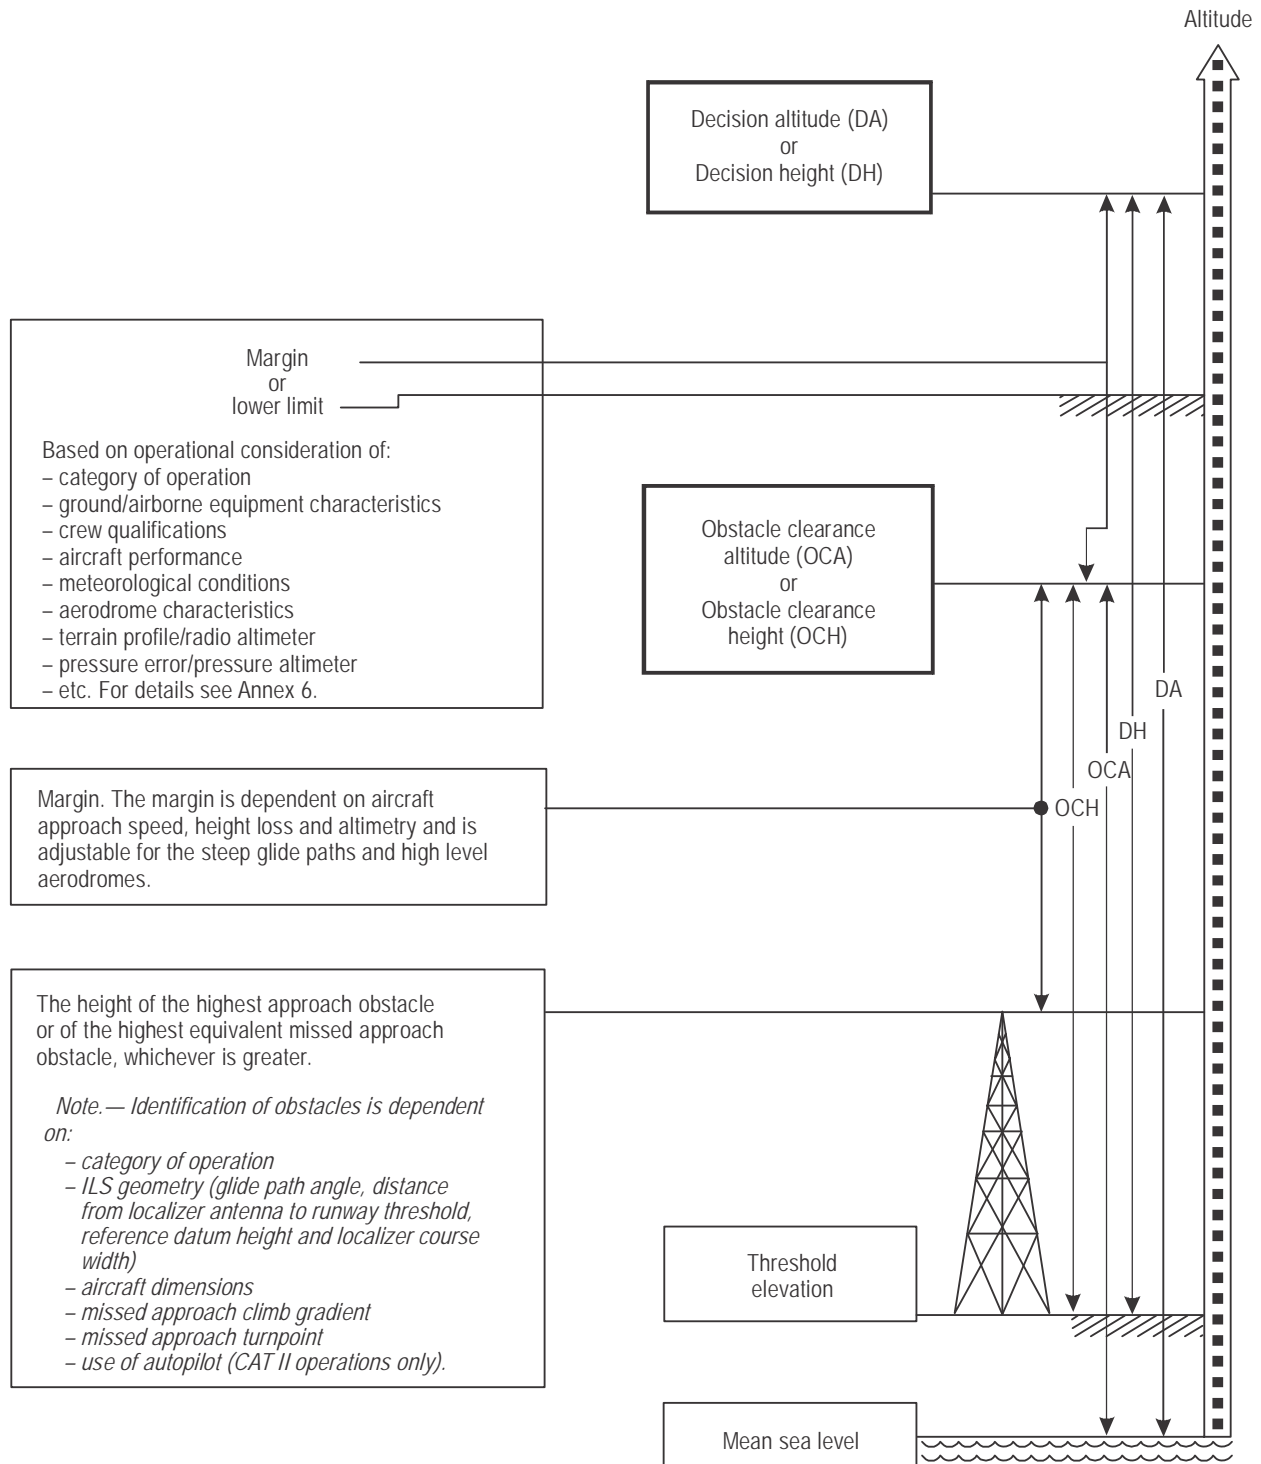 Altitude
Decision altitude (DA)
or
Decision height (DH)
Margin
or
lower limit
Based on operational consideration of:
– category of operation
– ground/airborne equipment characteristics
– crew qualifications
– aircraft performance
– meteorological conditions
– aerodrome characteristics
– terrain profile/radio altimeter
– pressure error/pressure altimeter
– etc. For details see Annex 6.
Obstacle clearance
altitude (OCA)
or
Obstacle clearance
height (OCH)
DA
DH
OCA
OCH
Margin. The margin is dependent on aircraft
approach speed, height loss and altimetry and is
adjustable for the steep glide paths and high level
aerodromes.
The height of the highest approach obstacle
or of the highest equivalent missed approach
obstacle, whichever is greater.
Note.— Identification of obstacles is dependent
on:
– category of operation
– ILS geometry (glide path angle, distance
from localizer antenna to runway threshold,
reference datum height and localizer course
width)
– aircraft dimensions
– missed approach climb gradient
– missed approach turnpoint
– use of autopilot (CAT II operations only).
Threshold
elevation
Mean sea level